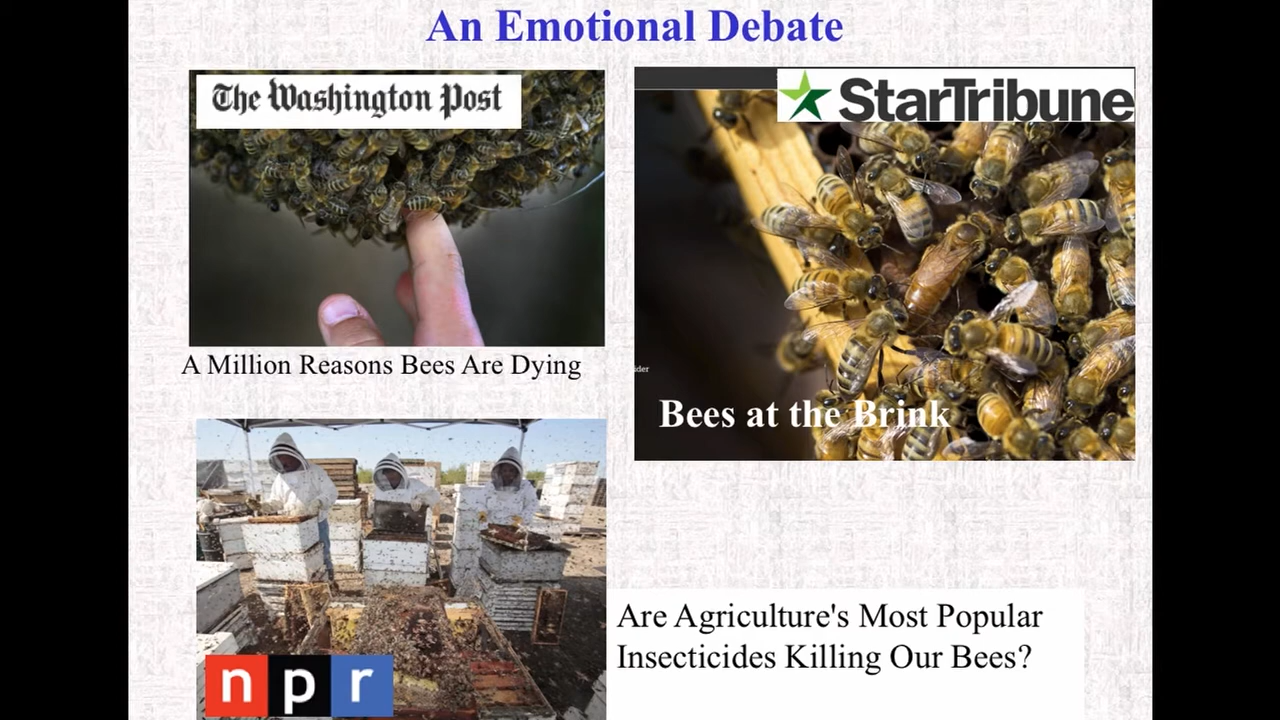 An Emotional Debate
The Washington Post
StarTribune
A Million Reasons Bees Are Dying
ider
Bees at the Brink
Are Agriculture's Most Popular
Insecticides Killing Our Bees?
npr